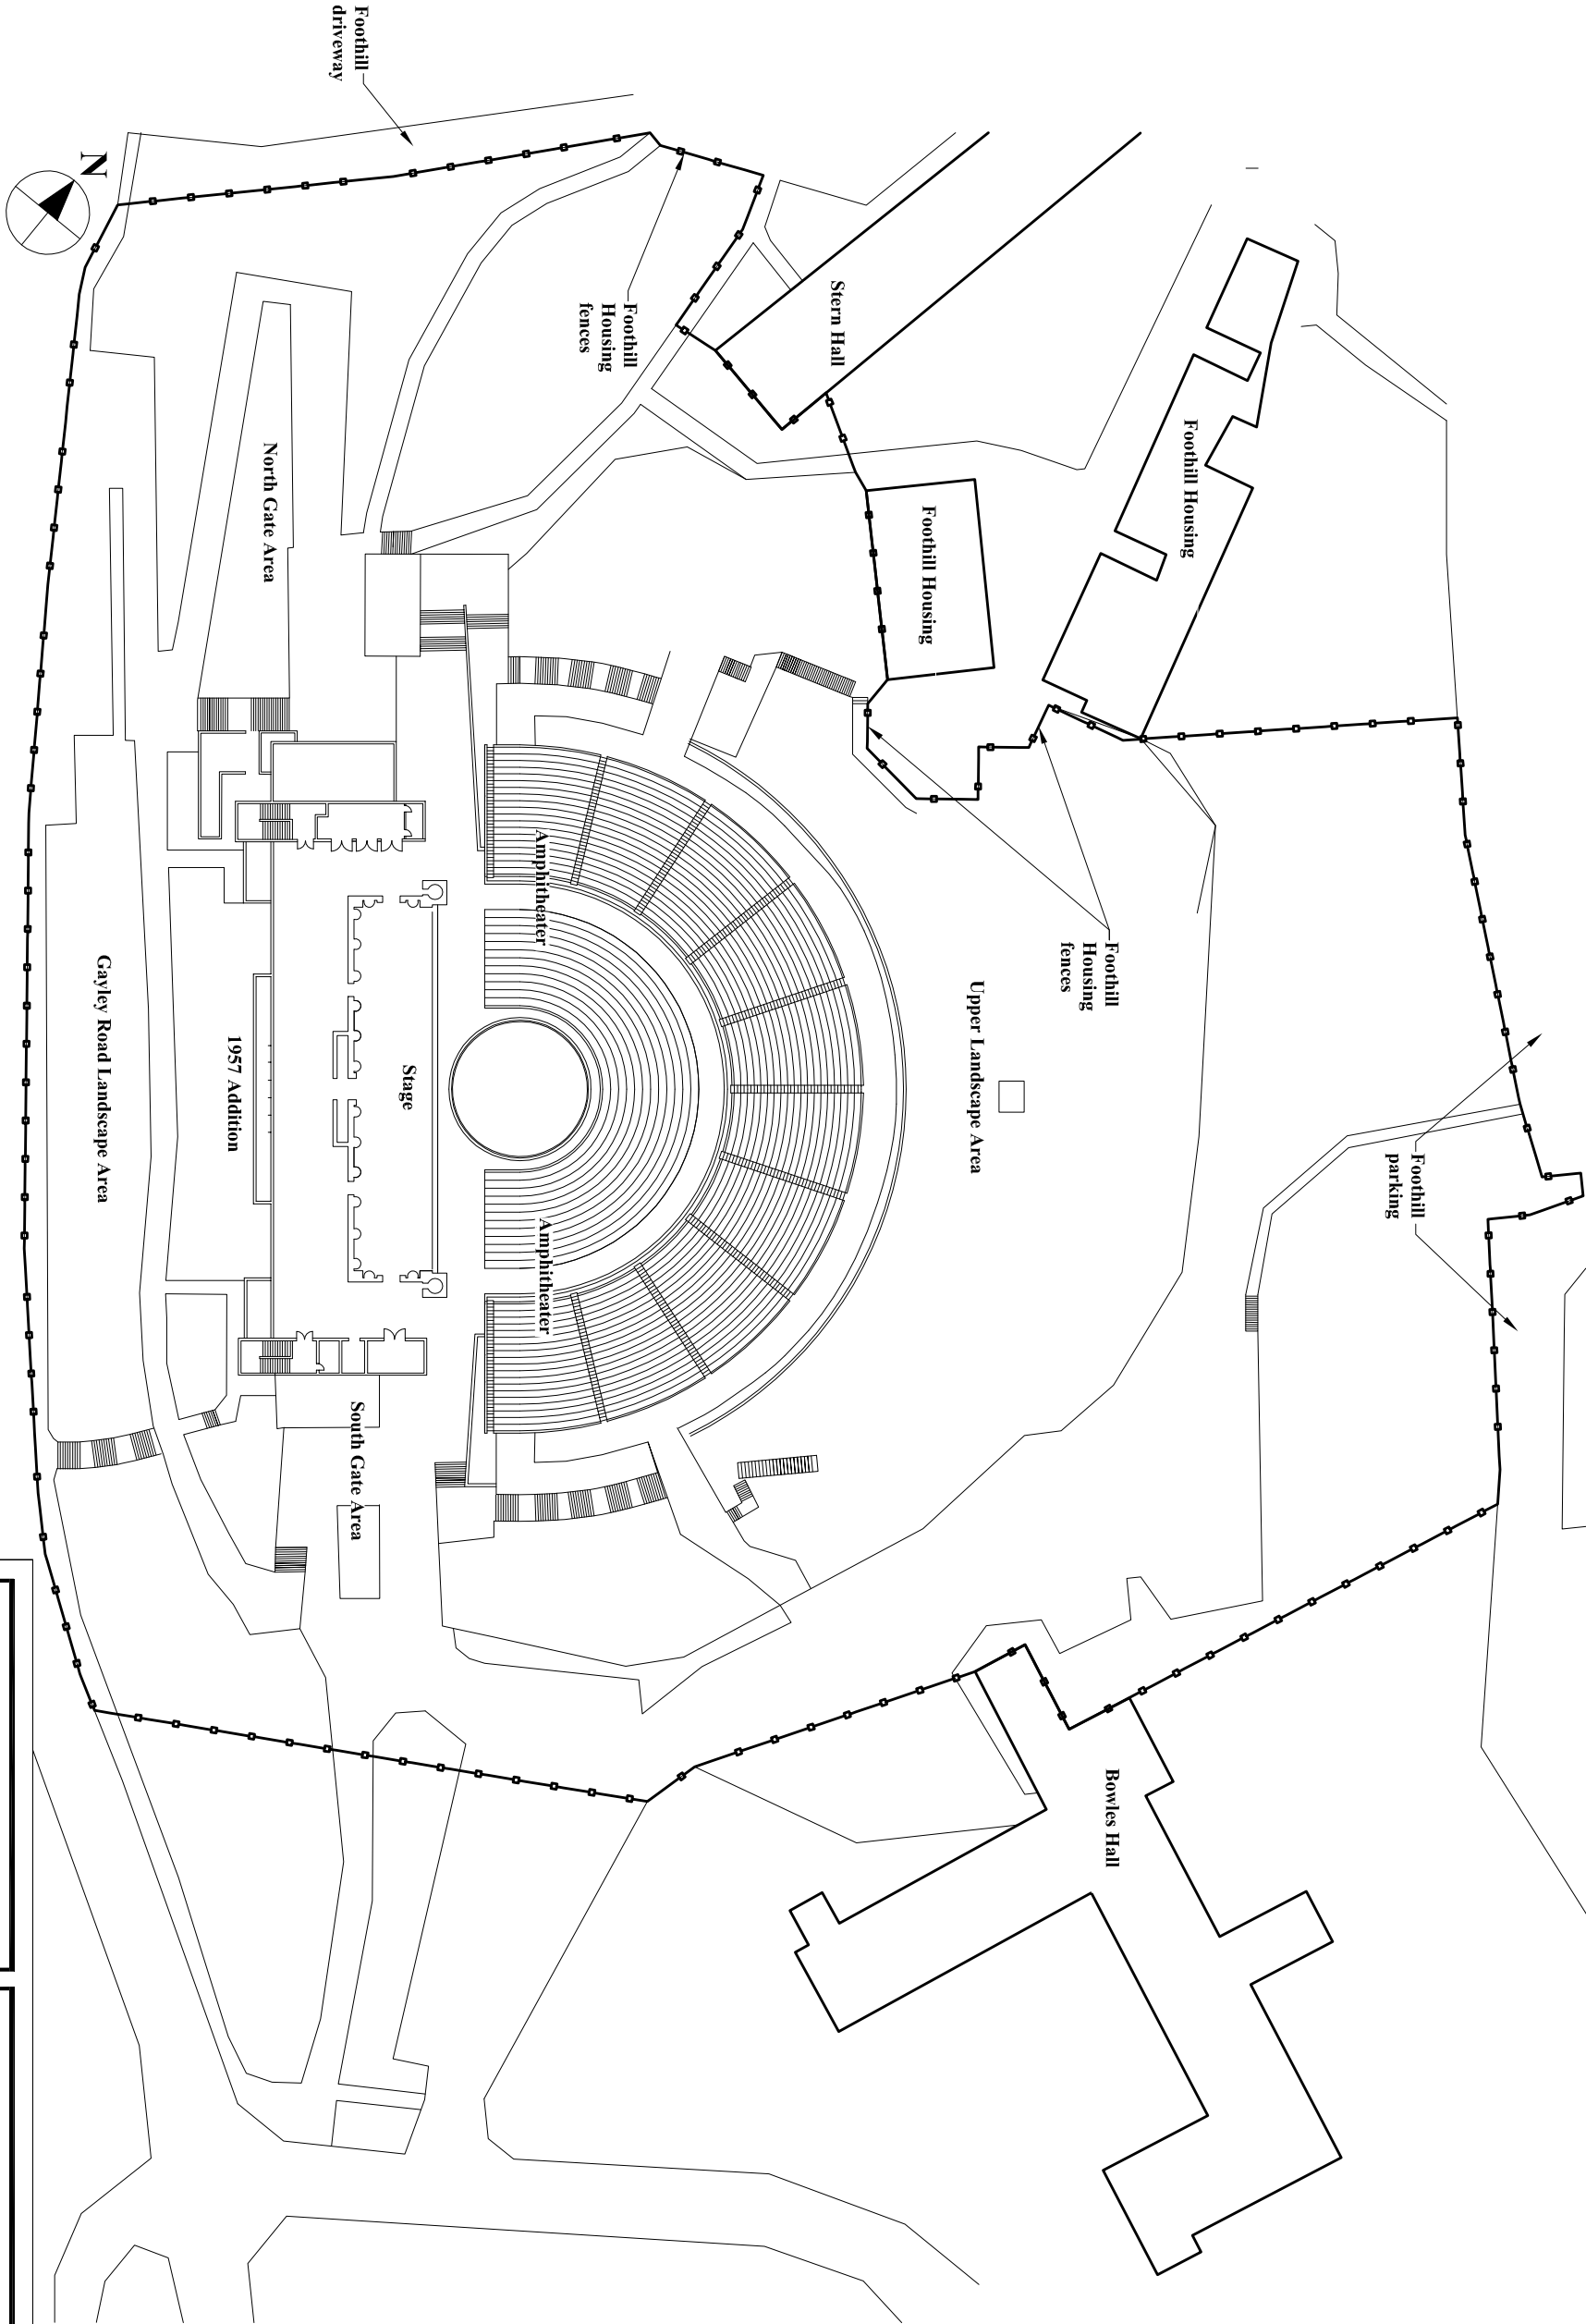 Foothill
driveway
N
Stern Hall
Foothill
Housing
fences
North Gate Area
Foothill Housing
Foothill Housing
Amphitheater
Foothill
Housing
fences
Upper Landscape Area
Gayley Road Landscape Area
1957 Addition
Stage
Foothill
parking
Amphitheater
South Gate Area
Bowles Hall